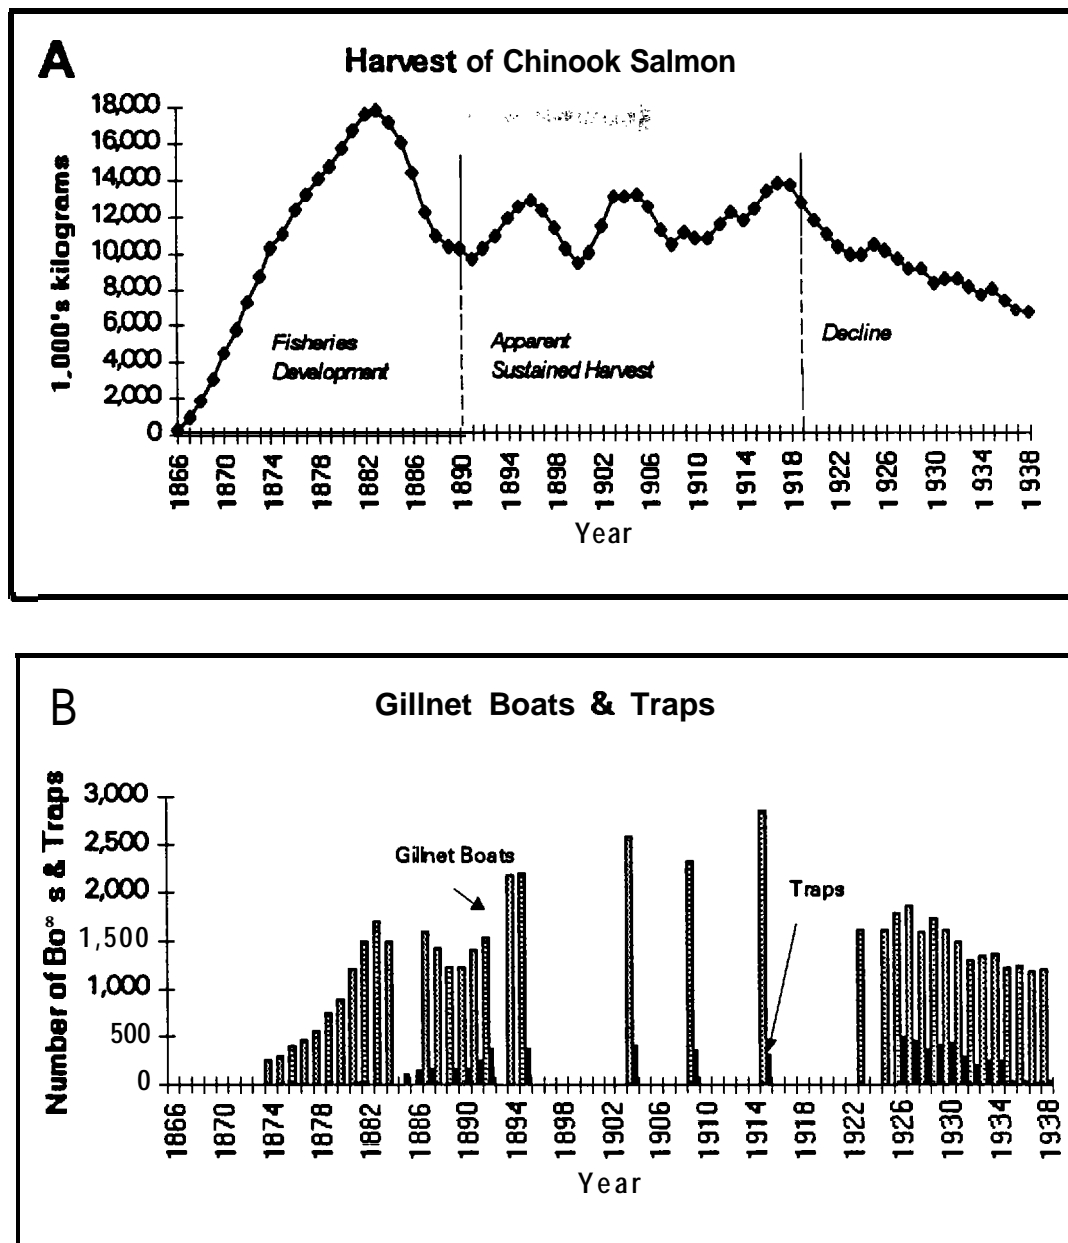 A
Harvest of Chinook Salmon
1,000's kilograms
18,000
16,000
14,000
12,000
10,000
8,000
6,000
4,000
2,000
0
Fisheries
Development
Apparent
Sustained Harvest
Decline
1866 1870 1874 1878 1882 1886 1890 1894 1898 1902 1906 1910 1914 1918 1922 1926 1930 1934 1938
Year
B
Gillnet Boats & Traps
Number of Bo∞ s & Traps
3,000
2,500
2,000
1,500
1,000
500
0
Gillnet Boats
Traps
1866 1870 1874 1878 1882 1886 1890 1894 1898 1902 1906 1910 1914 1918 1922 1926 1930 1934 1938
Year